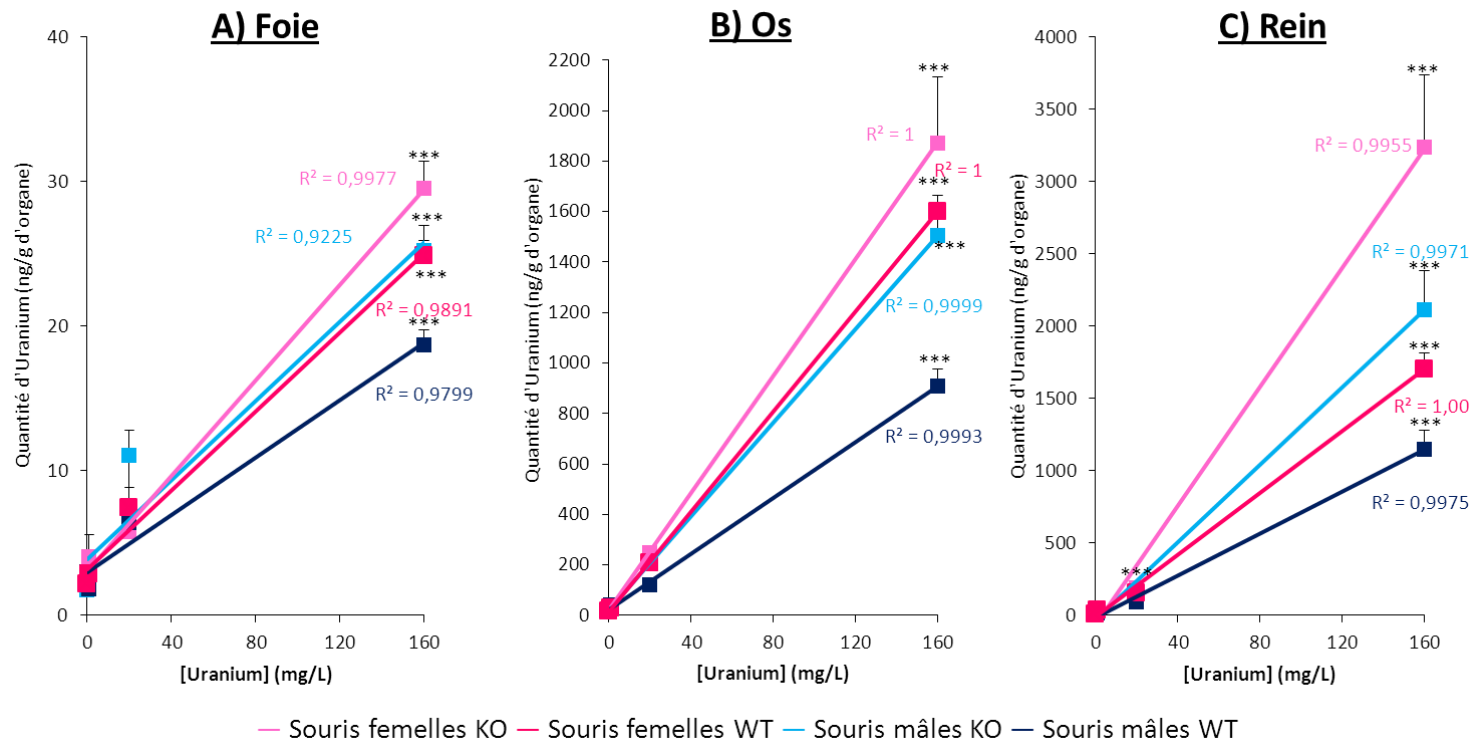 A) Foie
Quantité d'Uranium (ng/g d'organe)
40
30
20
10
0
R² = 0,9977
R² = 0,9225
R² = 0,9891
R² = 0,9799
***
***
***
***
0 40 80 120 160
[Uranium] (mg/L)
B) Os
Quantité d'Uranium (ng/g d'organe)
2200
2000
1800
1600
1400
1200
1000
800
600
400
200
0
***
R² = 1
R² = 1
***
***
R² = 0,9999
***
R² = 0,9993
0 40 80 120 160
[Uranium] (mg/L)
C) Rein
Quantité d'Uranium (ng/g d'organe)
4000
3500
3000
2500
2000
1500
1000
500
0
***
R² = 0,9955
R² = 0,9971
***
***
R² = 1,00
***
R² = 0,9975
***
0 40 80 120 160
[Uranium] (mg/L)
Souris femelles KO Souris femelles WT Souris mâles KO Souris mâles WT